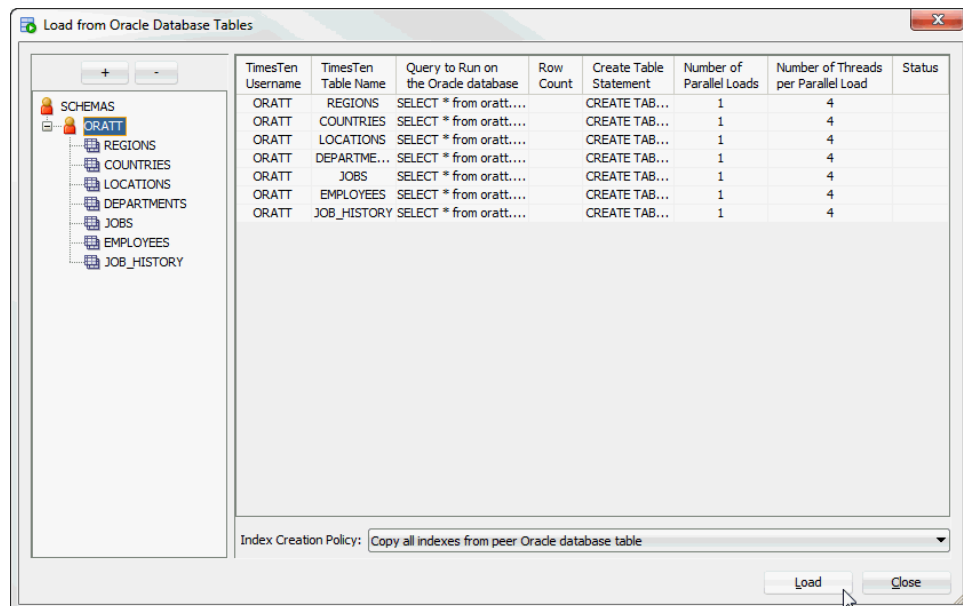 Load from Oracle Database Tables
+ -
SCHEMAS
ORATT
REGIONS
COUNTRIES
LOCATIONS
DEPARTMENTS
JOBS
EMPLOYEES
JOB_HISTORY
TimesTen Username TimesTen Table Name Query to Run on the Oracle database Row Count Create Table Statement Number of Parallel Loads Number of Threads per Parallel Load Status
ORATT REGIONS SELECT * from oratt.... CREATE TAB... 1 4
ORATT COUNTRIES SELECT * from oratt.... CREATE TAB... 1 4
ORATT LOCATIONS SELECT * from oratt.... CREATE TAB... 1 4
ORATT DEPARTME... SELECT * from oratt.... CREATE TAB... 1 4
ORATT JOBS SELECT * from oratt.... CREATE TAB... 1 4
ORATT EMPLOYEES SELECT * from oratt.... CREATE TAB... 1 4
ORATT JOB_HISTORY SELECT * from oratt.... CREATE TAB... 1 4
Index Creation Policy: Copy all indexes from peer Oracle database table
Load Close